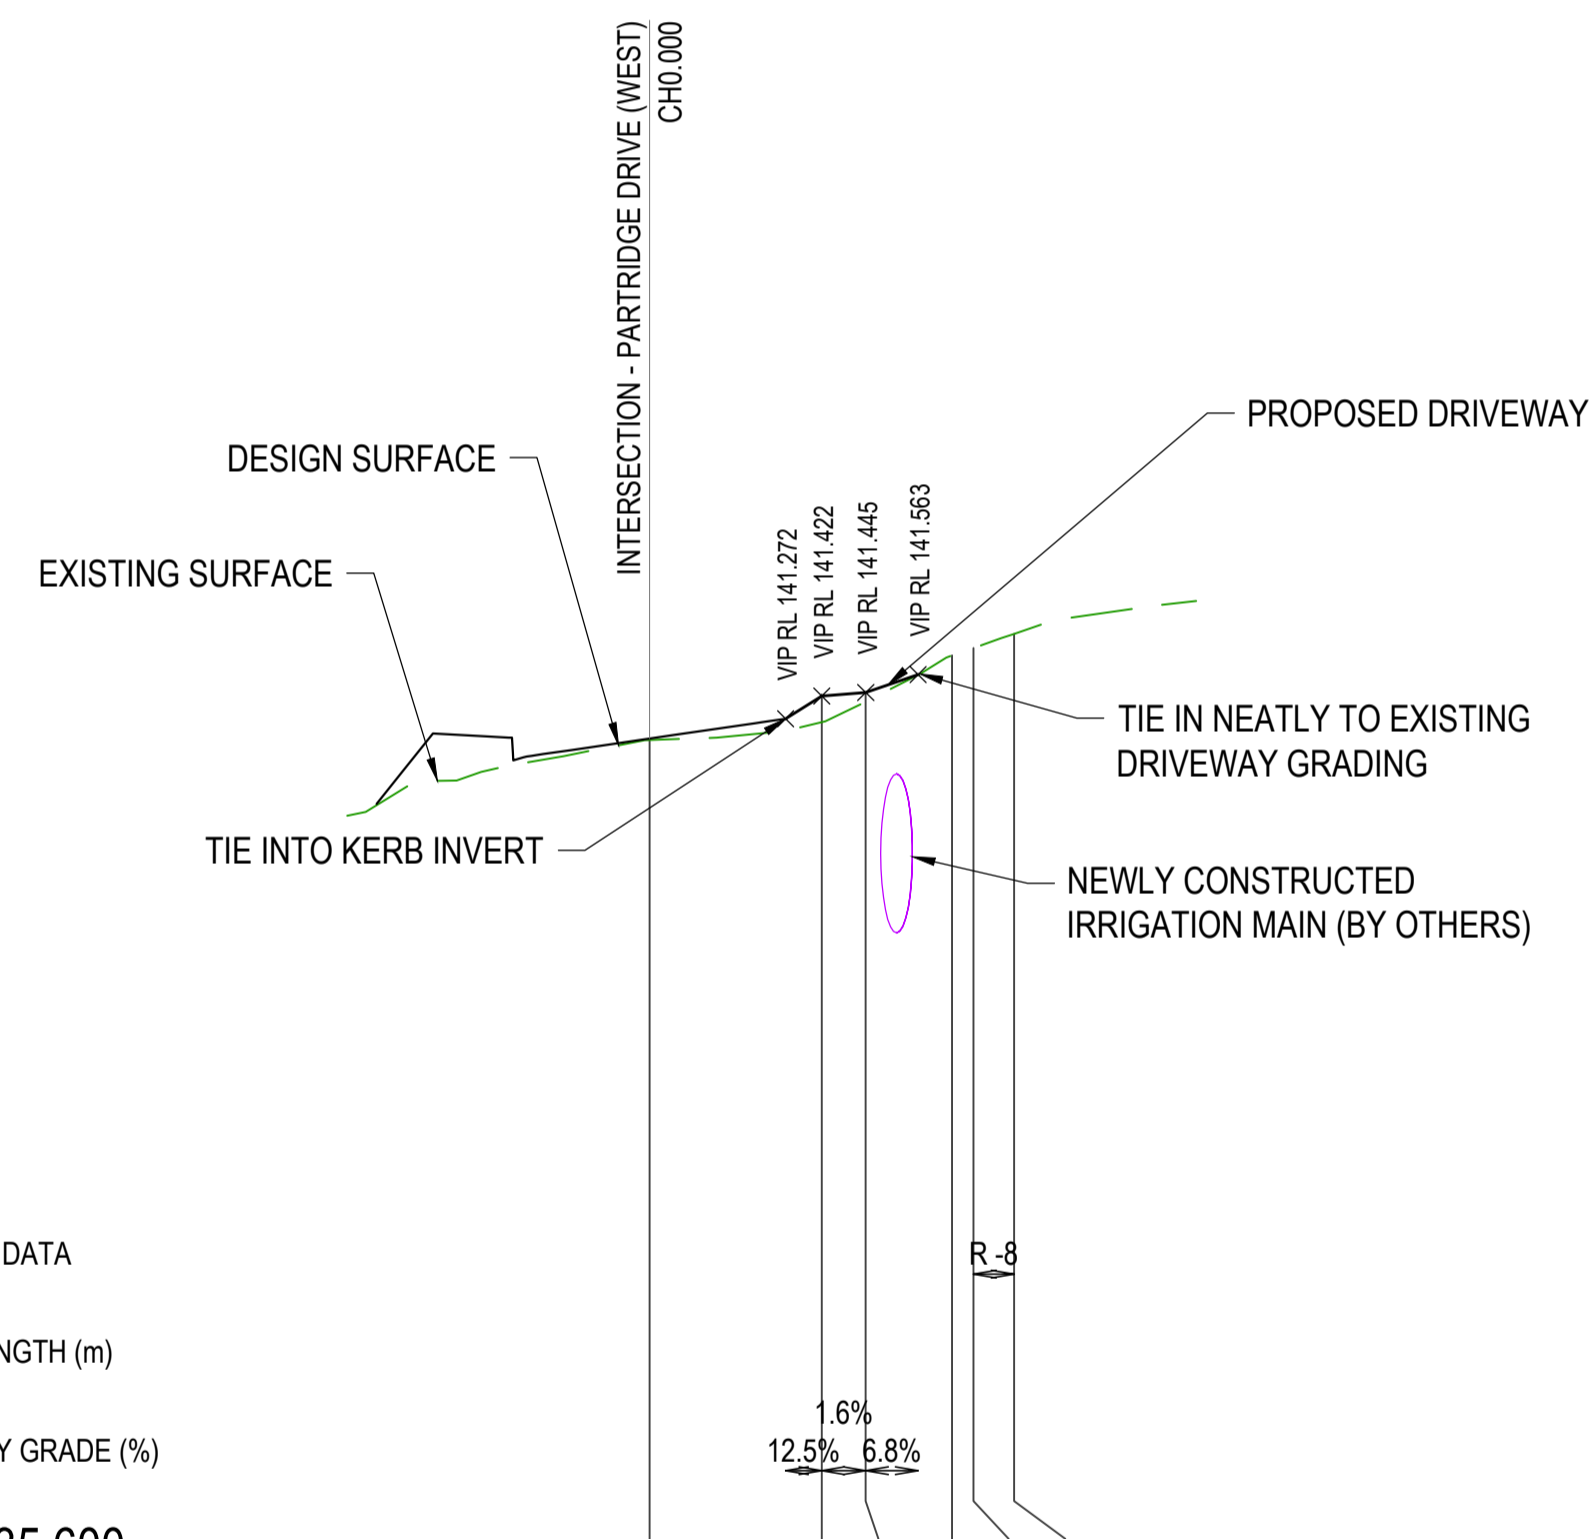 INTERSECTION - PARTRIDGE DRIVE (WEST)
CH0.000
PROPOSED DRIVEWAY
DESIGN SURFACE
EXISTING SURFACE
VIP RL 141.272
VIP RL 141.422
VIP RL 141.445
VIP RL 141.563
TIE IN NEATLY TO EXISTING
DRIVEWAY GRADING
TIE INTO KERB INVERT
NEWLY CONSTRUCTED
IRRIGATION MAIN (BY OTHERS)
DATA
R -8
NGTH (m)
1.6%
Y GRADE (%)
12.5%
6.8%